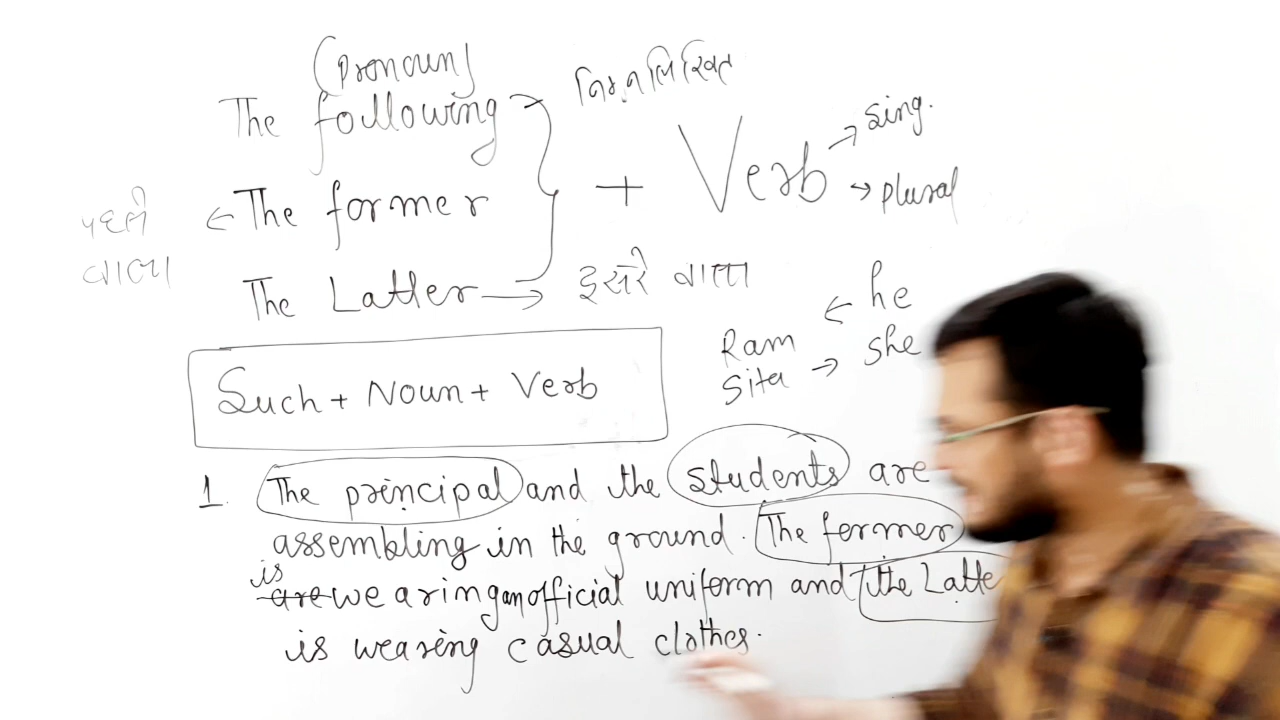 (Pronoun)
The following निम्नलिखित
+ Verb → sing.
→ plural
पहले ← The former
वाला
The Latter → दूसरे वाला
Ram ← he
Sita → she
Such + Noun + Verb
1. The principal and the students are
assembling in the ground. The former
is
are wearing an official uniform and the Latte
is wearing casual clothes.